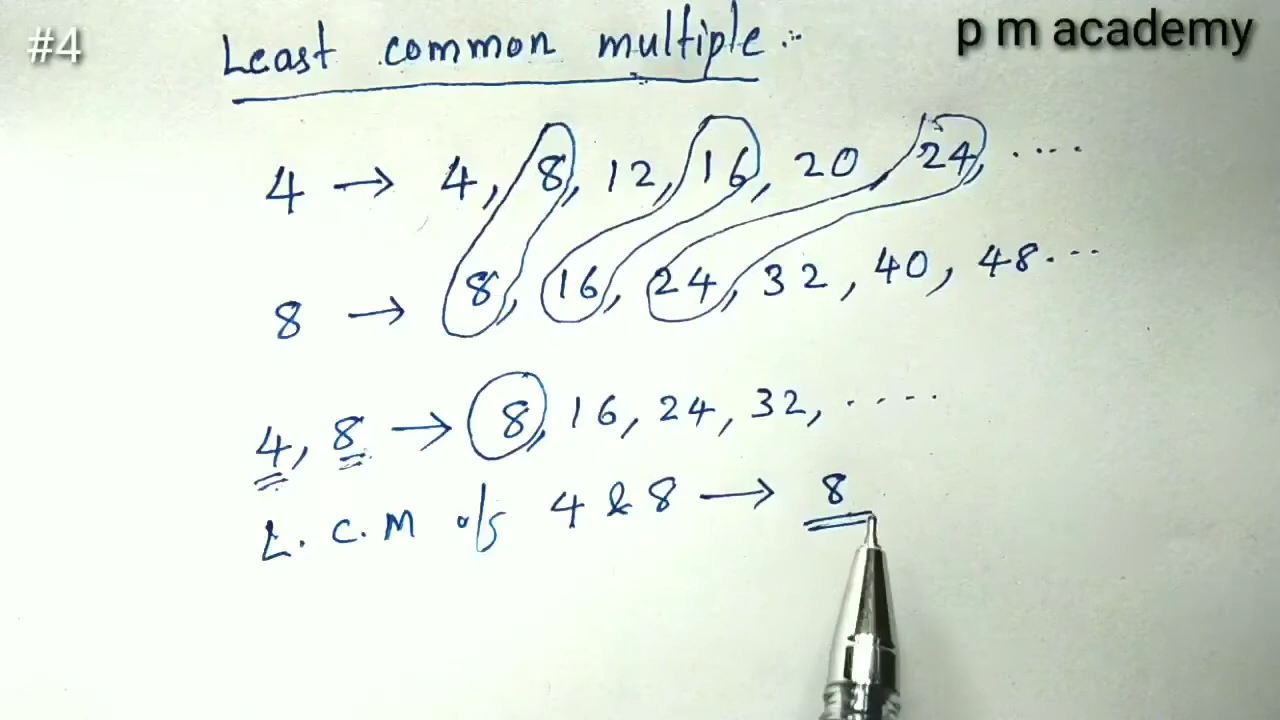 #4
p m academy
Least common multiple :-
4 → 4, 8, 12, 16, 20, 24, ....
8 → 8, 16, 24, 32, 40, 48...
4, 8 → 8, 16, 24, 32, .....
L.C.M of 4 & 8 → 8